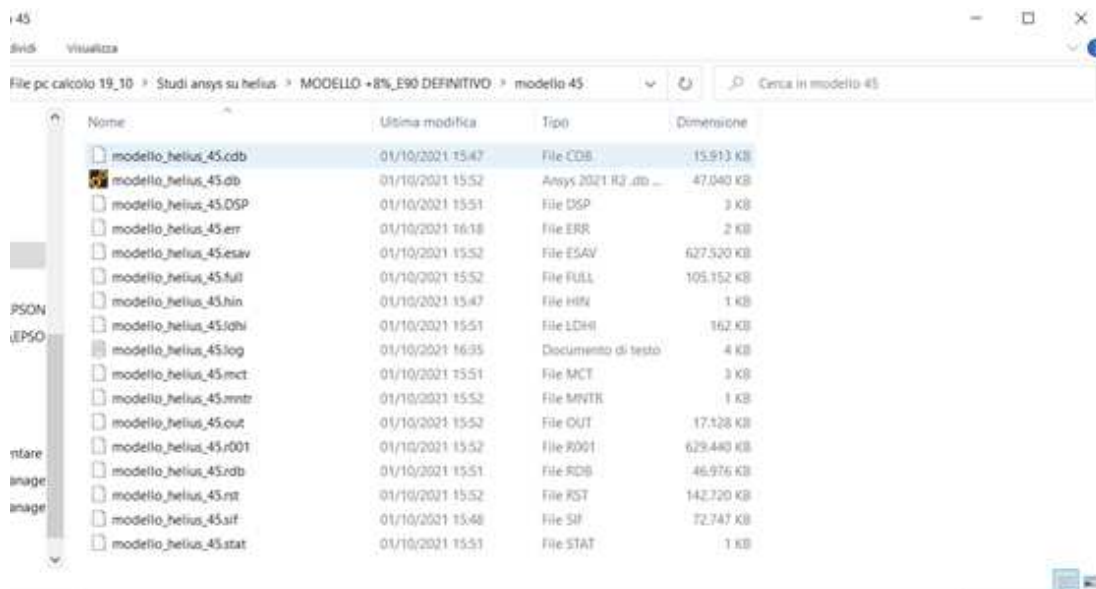 45
dividi Visualizza
File pc calcolo 19_10 > Studi ansys su helius > MODELLO +8%_E90 DEFINITIVO > modello 45 Cerca in modello 45
Nome Ultima modifica Tipo Dimensione
modello_helius_45.cdb 01/10/2021 15:47 File CDB 15.913 KB
modello_helius_45.db 01/10/2021 15:52 Ansys 2021 R2 .db ... 47.040 KB
modello_helius_45.DSP 01/10/2021 15:51 File DSP 3 KB
modello_helius_45.err 01/10/2021 16:18 File ERR 2 KB
modello_helius_45.esav 01/10/2021 15:52 File ESAV 627.520 KB
modello_helius_45.full 01/10/2021 15:52 File FULL 105.152 KB
modello_helius_45.hin 01/10/2021 15:47 File HIN 1 KB
PSON
modello_helius_45.ldhi 01/10/2021 15:51 File LDHI 162 KB
EPSO
modello_helius_45.log 01/10/2021 16:35 Documento di testo 4 KB
modello_helius_45.mct 01/10/2021 15:51 File MCT 3 KB
modello_helius_45.mntr 01/10/2021 15:52 File MNTR 1 KB
modello_helius_45.out 01/10/2021 15:52 File OUT 17.128 KB
modello_helius_45.r001 01/10/2021 15:52 File R001 629.440 KB
ntare
modello_helius_45.rdb 01/10/2021 15:51 File RDB 46.976 KB
anage
modello_helius_45.rst 01/10/2021 15:52 File RST 142.720 KB
anage
modello_helius_45.sif 01/10/2021 15:48 File SIF 72.747 KB
modello_helius_45.stat 01/10/2021 15:51 File STAT 1 KB